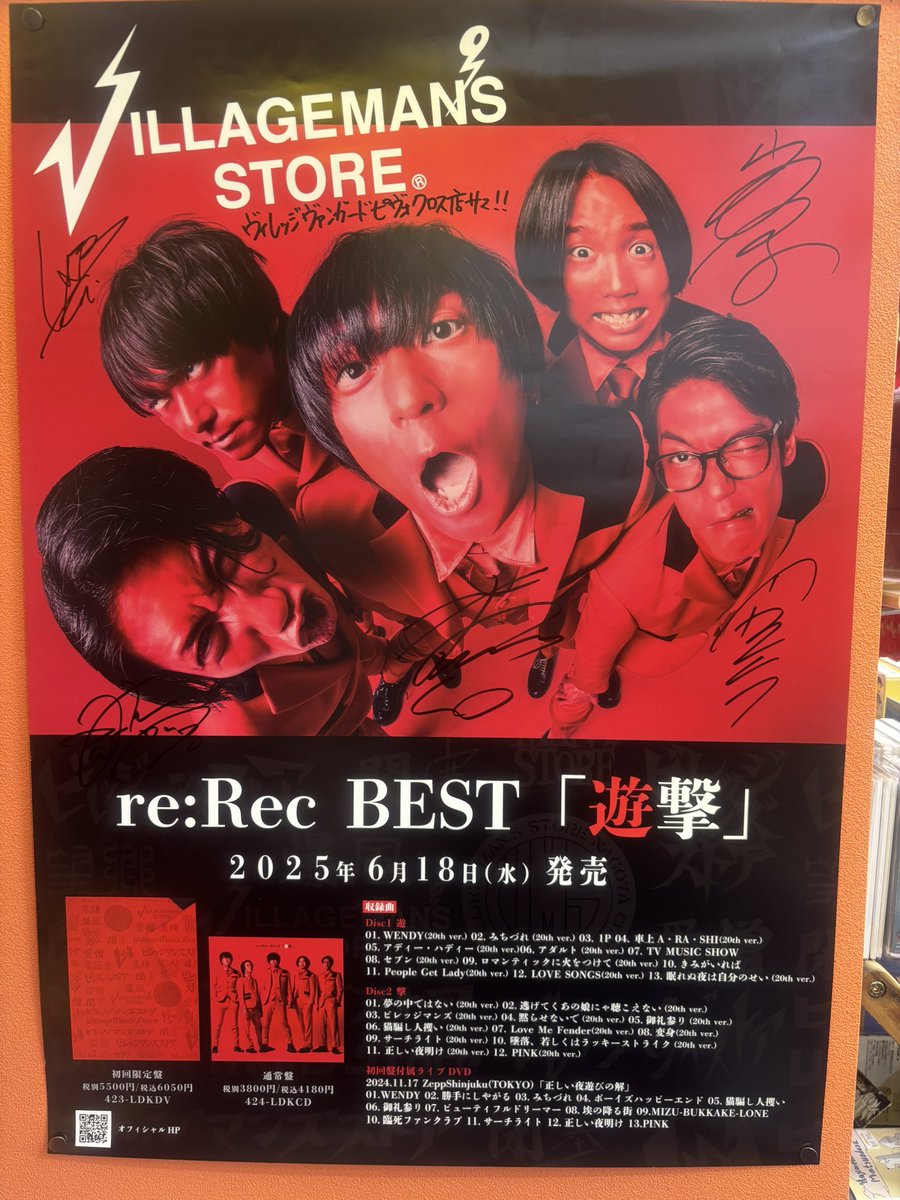 VILLAGEMAN'S
STORE®
ヴィレッジヴァンガードピヴォクロス店サマ!!
re:Rec BEST「遊撃」
2025年6月18日(水) 発売
収録曲
Disc1 遊
01. WENDY(20th ver.) 02. みちづれ (20th ver.) 03. 1P 04. 車上 A・RA・SHI(20th ver.)
05. アディー・ハディー(20th ver.)06. アダルト(20th ver.) 07. TV MUSIC SHOW
08. セブン(20th ver.) 09. ロマンティックに火をつけて(20th ver.) 10. きみがいれば
11. People Get Lady(20th ver.) 12. LOVE SONGS(20th ver.) 13. 眠れぬ夜は自分のせい (20th ver.)
Disc2 撃
01. 夢の中ではない (20th ver.) 02. 逃げてくあの娘にゃ聴こえない (20th ver.)
03. ビレッジマンズ(20th ver.) 04. 黙らせないで(20th ver.) 05. 御礼参り(20th ver.)
06. 猫騙し人攫い(20th ver.) 07. Love Me Fender(20th ver.) 08. 変身(20th ver.)
09. サーチライト(20th ver.) 10. 墜落、若しくはラッキーストライク(20th ver.)
11. 正しい夜明け(20th ver.) 12. PINK(20th ver.)
初回盤付属ライブDVD
2024.11.17 ZeppShinjuku(TOKYO)「正しい夜遊びの解」
01.WENDY 02. 勝手にしやがる 03. みちづれ 04. ボーイズハッピーエンド 05. 猫騙し人攫い
06. 御礼参り 07. ビューティフルドリーマー 08. 埃の降る街 09.MIZU-BUKKAKE-LONE
10. 臨死ファンクラブ 11. サーチライト 12. 正しい夜明け 13.PINK
re:Rec BEST 遊撃
初回限定盤
税別5500円/税込6050円
423-LDKDV
通常盤
税別3800円/税込4180円
424-LDKCD
オフィシャルHP